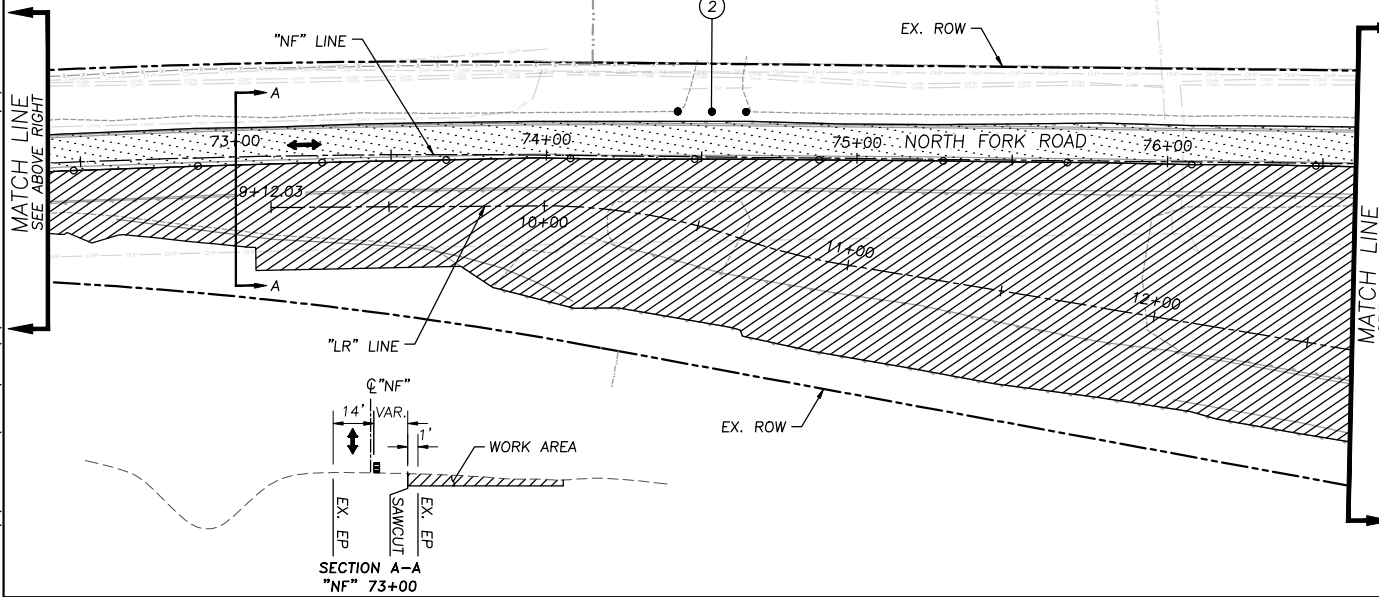 2
"NF" LINE
EX. ROW
A
MATCH LINE
SEE ABOVE RIGHT
73+00
74+00
75+00
NORTH FORK ROAD
76+00
9+12.03
10+00
11+00
12+00
A
"LR" LINE
EX. ROW
MATCH LINE
℄ "NF"
14'
VAR.
1'
WORK AREA
EX. EP
SAWCUT
EX. EP
SECTION A-A
"NF" 73+00